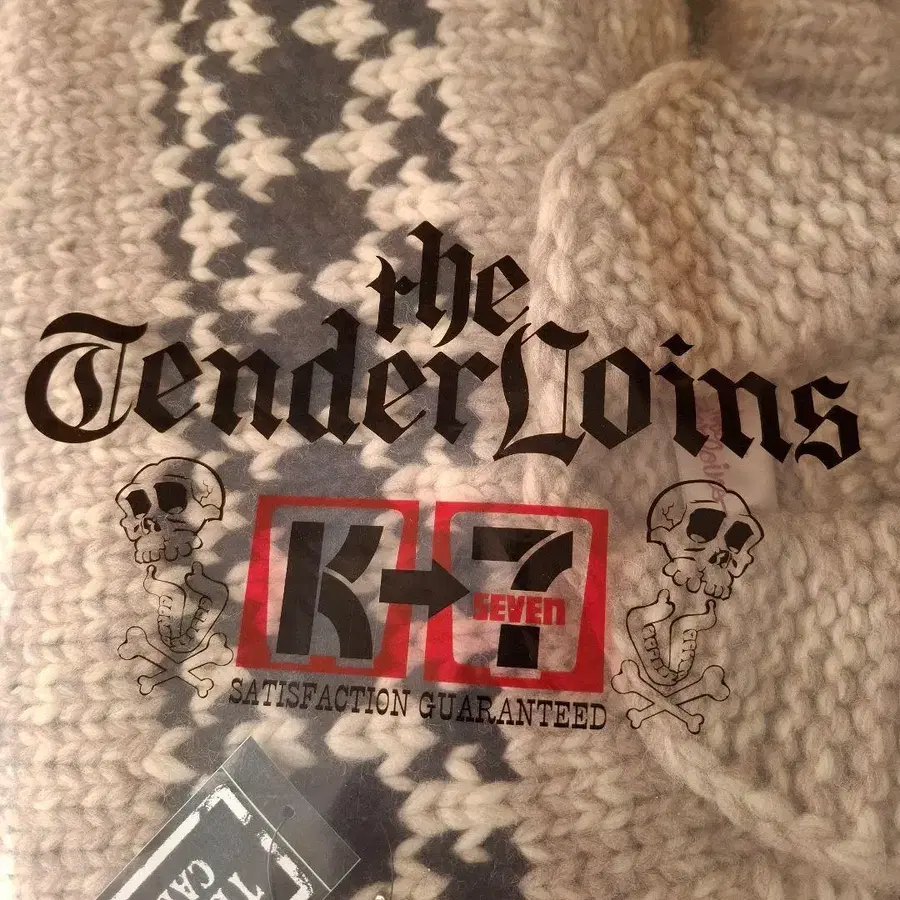 the
TenderLoins
K→7
SEVEN
SATISFACTION GUARANTEED